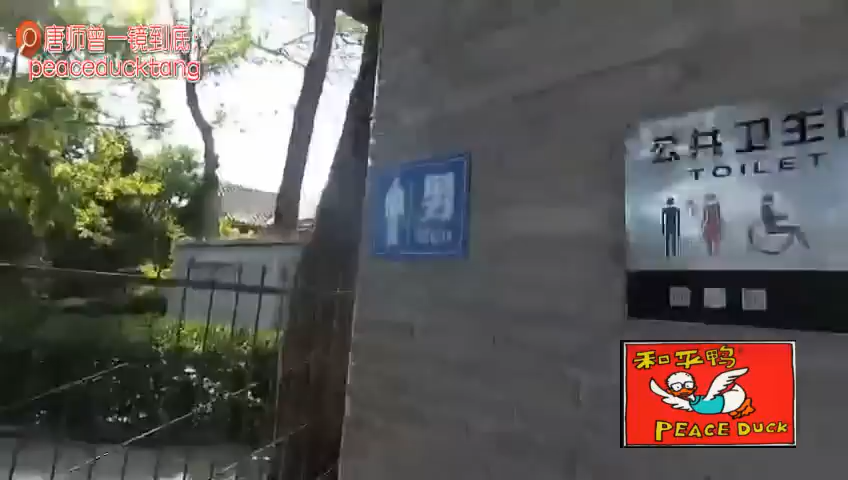 唐师曾一镜到底
peaceducktang
男
公共卫生间
TOILET
和平鸭
PEACE DUCK